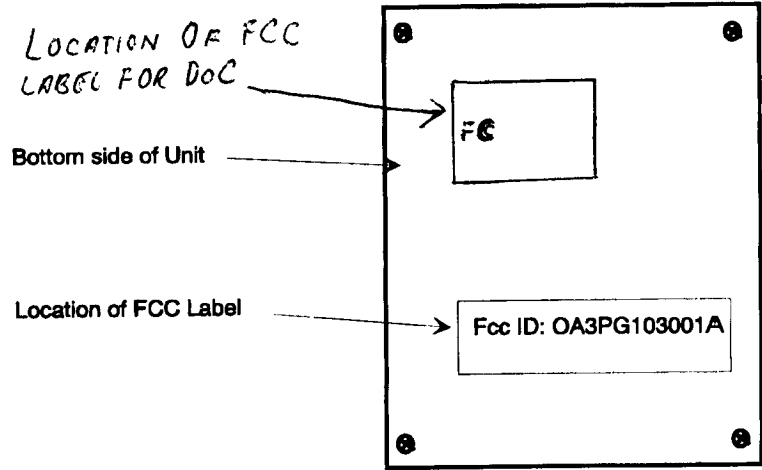 LOCATION OF FCC
LABEL FOR DoC
FC
Bottom side of Unit
Location of FCC Label
Fcc ID: OA3PG103001A